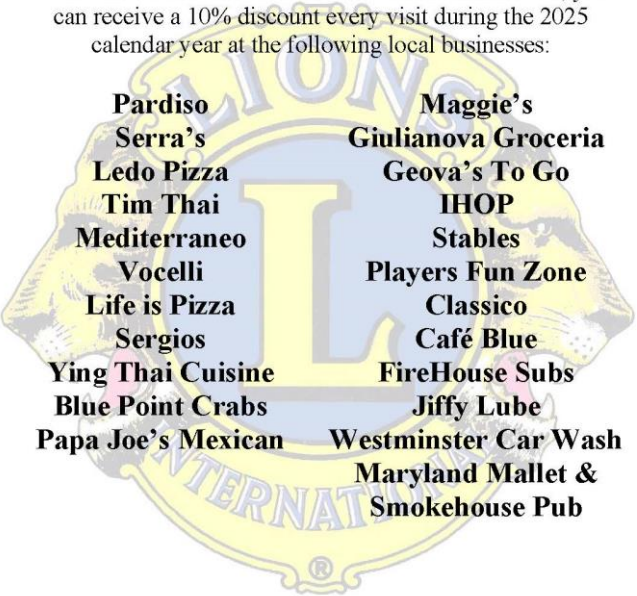 can receive a 10% discount every visit during the 2025
calendar year at the following local businesses:
Pardiso
Serra's
Ledo Pizza
Tim Thai
Mediterraneo
Vocelli
Life is Pizza
Sergios
Ying Thai Cuisine
Blue Point Crabs
Papa Joe's Mexican
Maggie's
Giulianova Groceria
Geova's To Go
IHOP
Stables
Players Fun Zone
Classico
Café Blue
FireHouse Subs
Jiffy Lube
Westminster Car Wash
Maryland Mallet &
Smokehouse Pub
LIONS
L
INTERNATIONAL
®